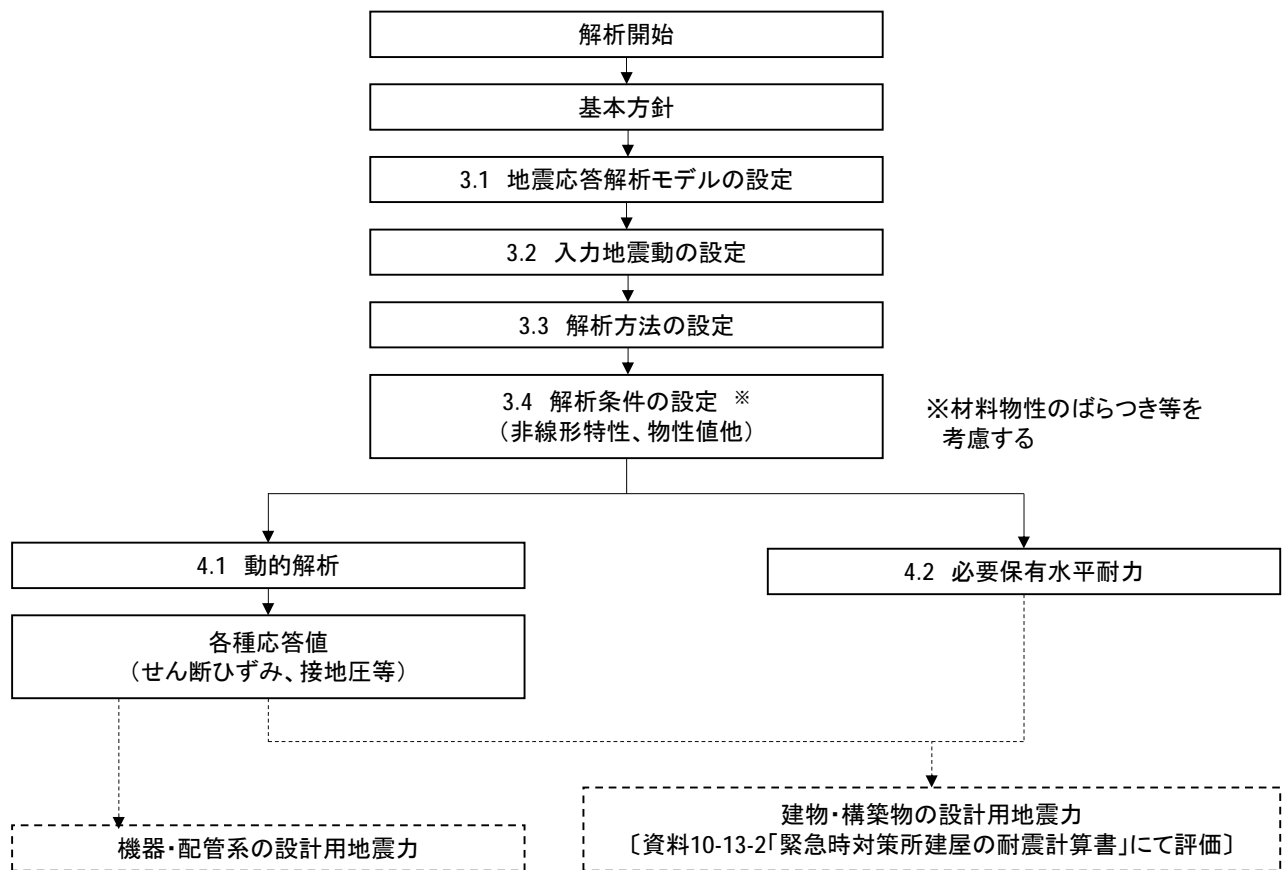 解析開始
基本方針
3.1 地震応答解析モデルの設定
3.2 入力地震動の設定
3.3 解析方法の設定
3.4 解析条件の設定 ※
（非線形特性、物性値他）
※材料物性のばらつき等を
考慮する
4.1 動的解析
4.2 必要保有水平耐力
各種応答値
（せん断ひずみ、接地圧等）
建物・構築物の設計用地震力
〔資料10-13-2「緊急時対策所建屋の耐震計算書」にて評価〕
機器・配管系の設計用地震力